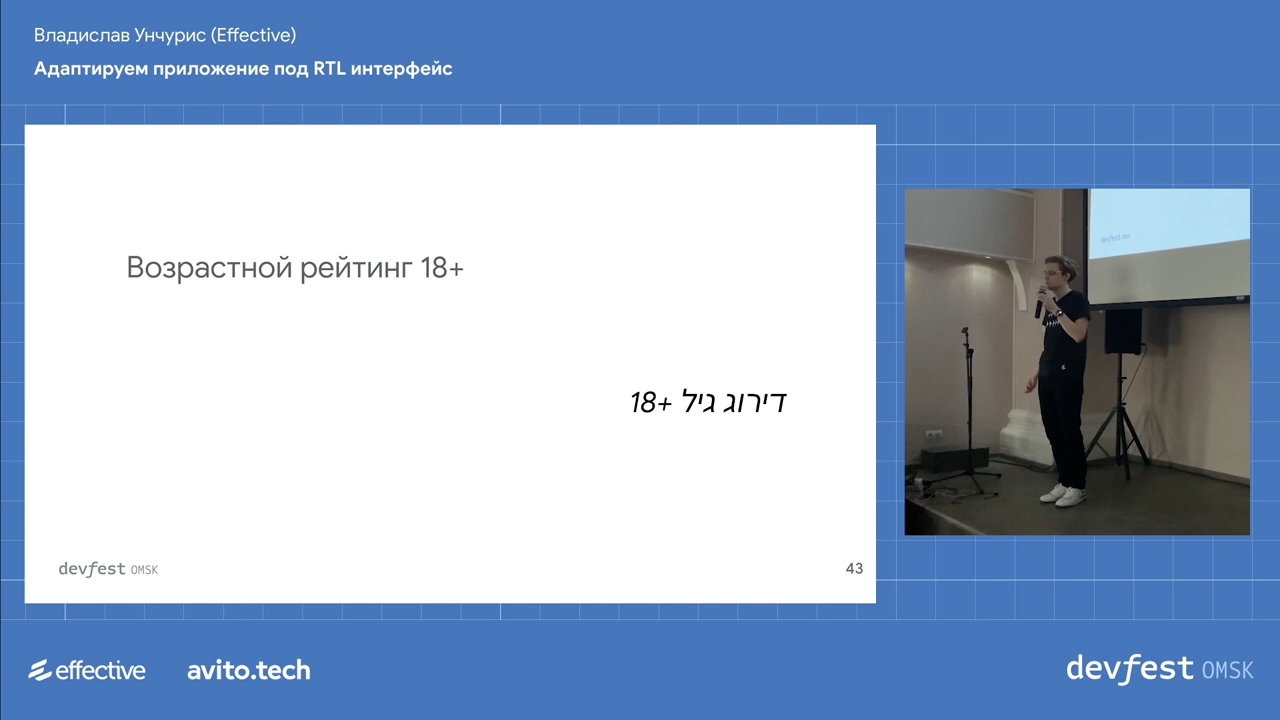 Владислав Унчурис (Effective)
Адаптируем приложение под RTL интерфейс
Возрастной рейтинг 18+
דירוג גיל 18+
devfest OMSK
43
effective
avito.tech
devfest OMSK